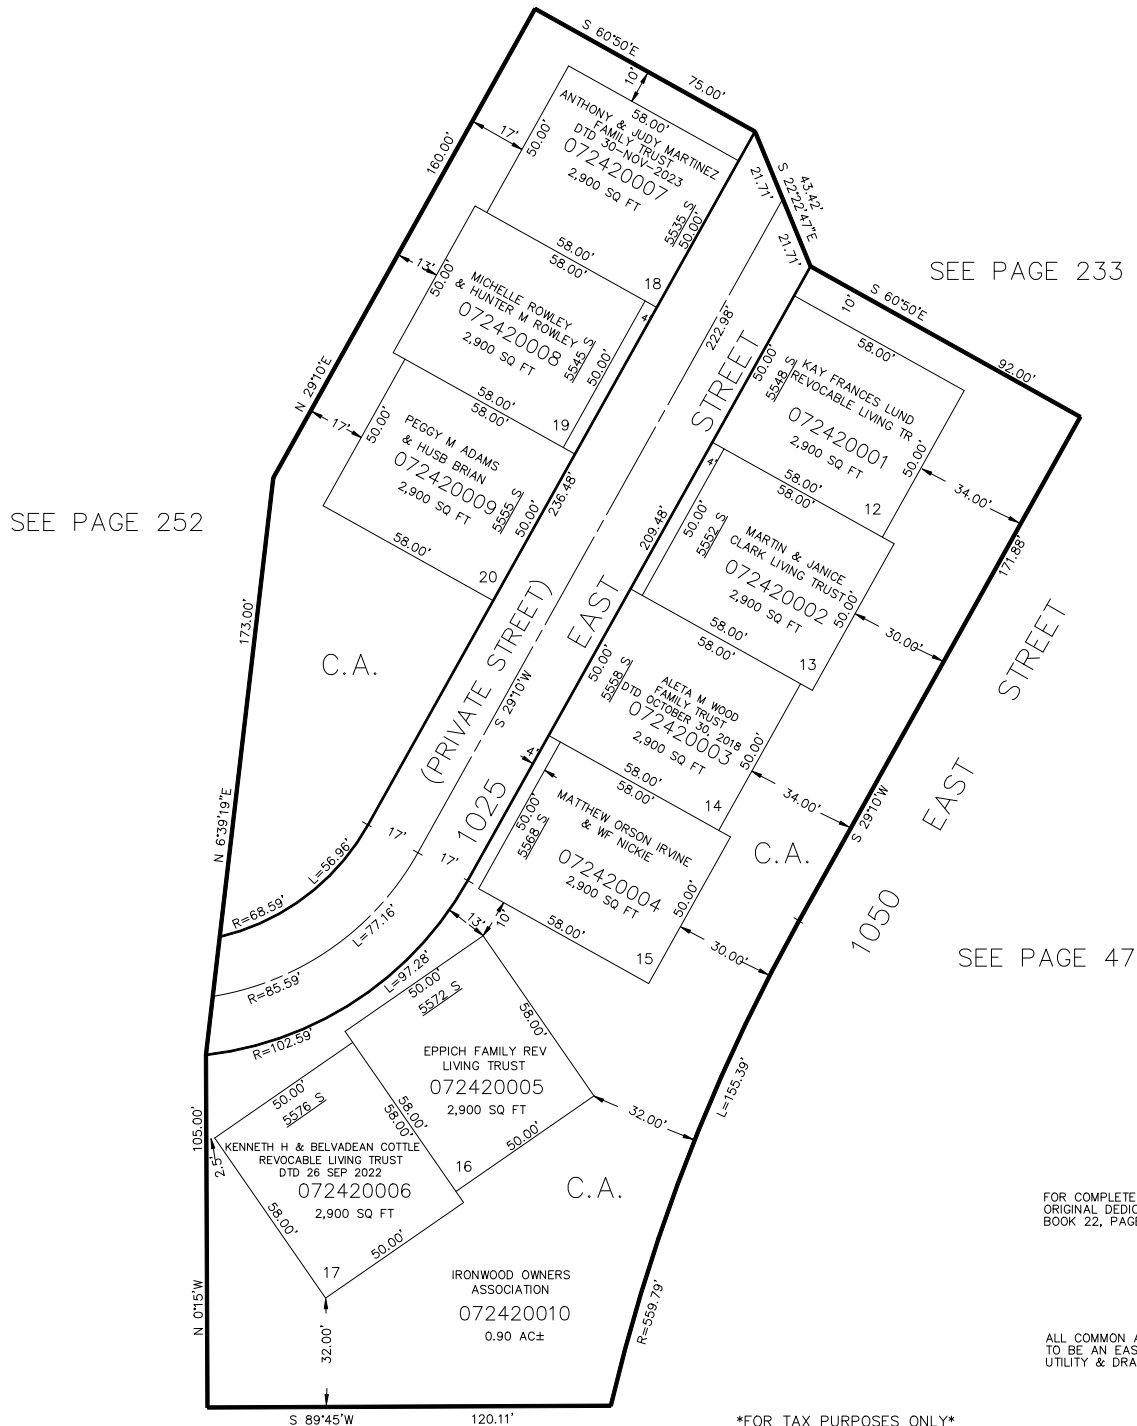 S 60°50'E
75.00'
10'
58.00'
ANTHONY & JUDY MARTINEZ
FAMILY TRUST
DTD 30-NOV-2023
072420007
2,900 SQ FT
17'
50.00'
160.00'
5535 S
50.00'
58.00'
18
21.71'
43.42'
S 22°22'47"E
21.71'
SEE PAGE 233
S 60°50'E
92.00'
58.00'
13'
50.00'
MICHELLE ROWLEY
& HUNTER M ROWLEY
072420008
2,900 SQ FT
5545 S
50.00'
4'
58.00'
19
N 29°10'E
222.98'
STREET
10'
58.00'
50.00'
5548 S
KAY FRANCES LUND
REVOCABLE LIVING TR
072420001
2,900 SQ FT
50.00'
58.00'
12
34.00'
17'
50.00'
58.00'
PEGGY M ADAMS
& HUSB BRIAN
072420009
2,900 SQ FT
5555 S
50.00'
58.00'
20
236.48'
SEE PAGE 252
4'
58.00'
50.00'
5552 S
MARTIN & JANICE
CLARK LIVING TRUST
072420002
2,900 SQ FT
50.00'
58.00'
13
30.00'
171.88'
209.48'
173.00'
C.A.
EAST
(PRIVATE STREET)
S 29°10'W
58.00'
50.00'
5558 S
ALETA M WOOD
FAMILY TRUST
DTD OCTOBER 30, 2018
072420003
2,900 SQ FT
50.00'
58.00'
14
34.00'
STREET
EAST
1050
S 29°10'W
C.A.
1025
4'
58.00'
50.00'
5568 S
MATTHEW ORSON IRVINE
& WF NICKIE
072420004
2,900 SQ FT
50.00'
58.00'
15
30.00'
SEE PAGE 47
N 6°39'19"E
17'
17'
L=56.96'
R=68.59'
L=77.16'
R=85.59'
L=97.28'
R=102.59'
13'
10'
50.00'
5572 S
58.00'
EPPICH FAMILY REV
LIVING TRUST
072420005
2,900 SQ FT
58.00'
50.00'
16
32.00'
L=155.39'
105.00'
50.00'
5576 S
58.00'
2.5'
KENNETH H & BELVADEAN COTTLE
REVOCABLE LIVING TRUST
DTD 26 SEP 2022
072420006
2,900 SQ FT
58.00'
50.00'
17
C.A.
FOR COMPLETE
ORIGINAL
BOOK 22,
IRONWOOD OWNERS
ASSOCIATION
072420010
0.90 AC±
N 0°15'W
32.00'
R=559.79'
ALL COMMON
TO BE AN
UTILITY &
S 89°45'W
120.11'
*FOR TAX PURPOSES ONLY*